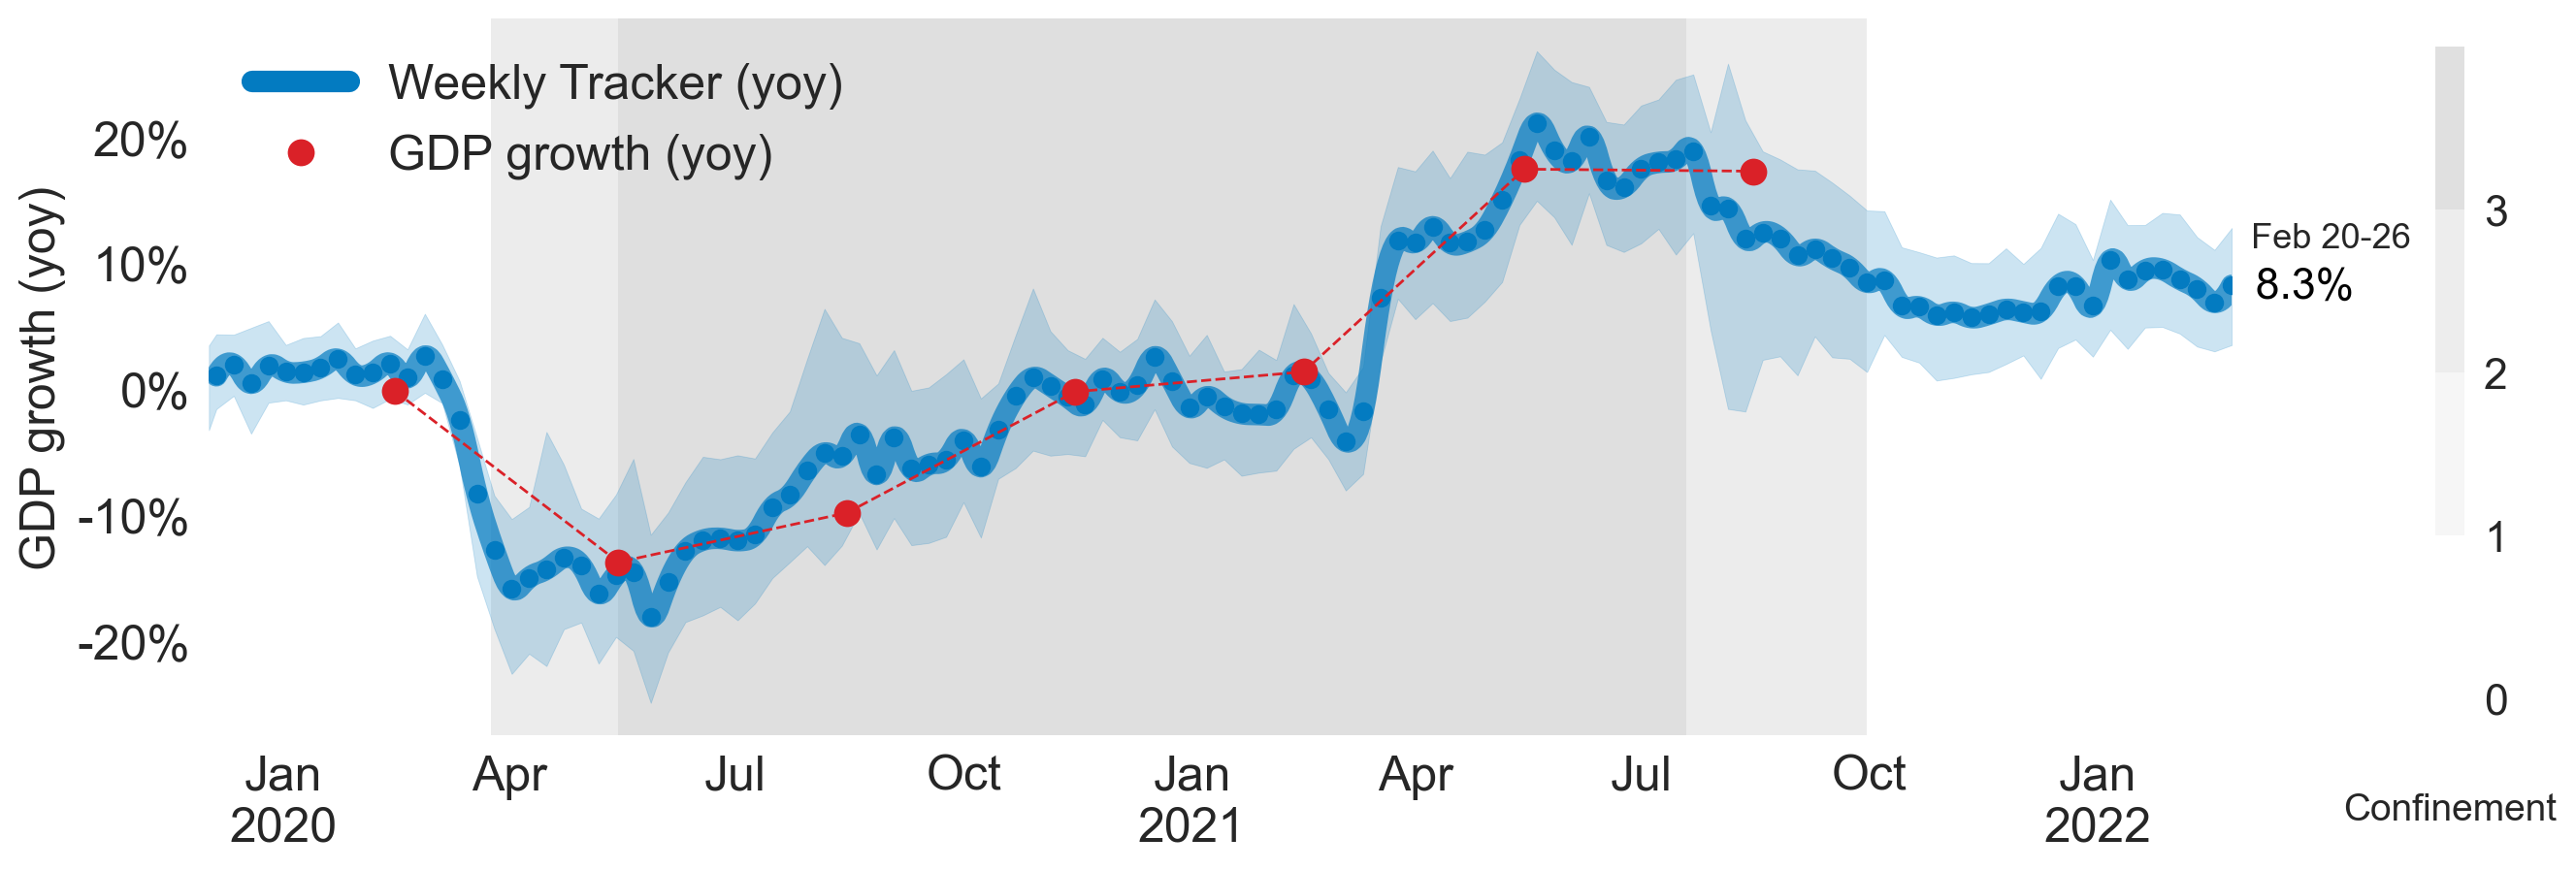 Weekly Tracker (yoy)
GDP growth (yoy)
GDP growth (yoy)
20%
10%
0%
-10%
-20%
Feb 20-26
8.3%
3
2
1
0
Confinement
Jan Apr Jul Oct Jan Apr Jul Oct Jan
2020 2021 2022